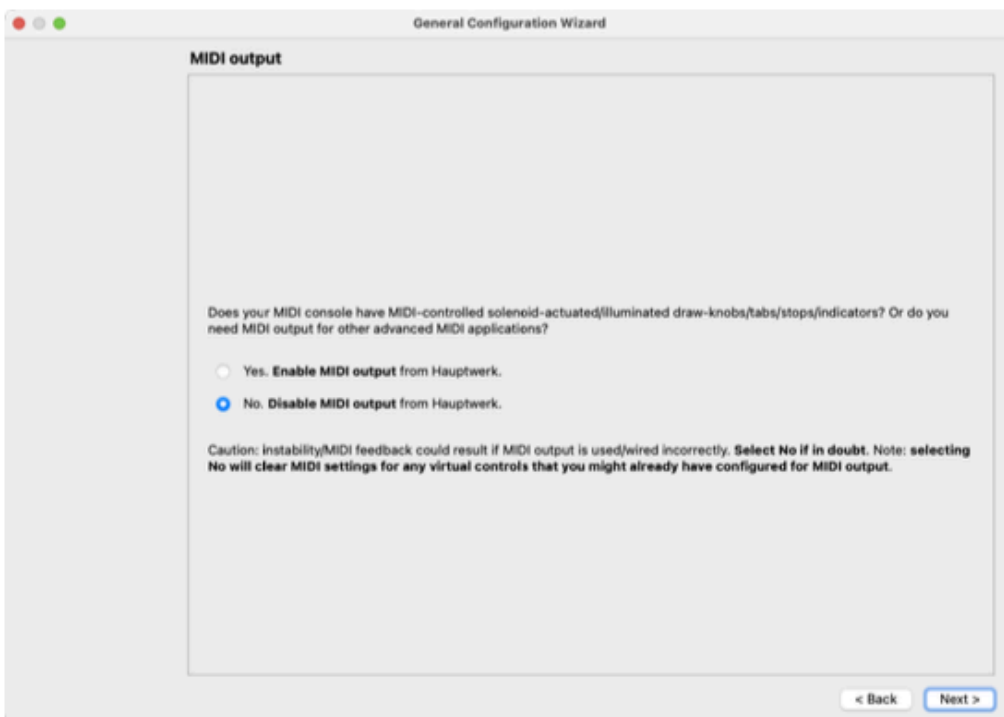 General Configuration Wizard
MIDI output
Does your MIDI console have MIDI-controlled solenoid-actuated/illuminated draw-knobs/tabs/stops/indicators? Or do you
need MIDI output for other advanced MIDI applications?
Yes. Enable MIDI output from Hauptwerk.
No. Disable MIDI output from Hauptwerk.
Caution: instability/MIDI feedback could result if MIDI output is used/wired incorrectly. Select No if in doubt. Note: selecting
No will clear MIDI settings for any virtual controls that you might already have configured for MIDI output.
< Back Next >